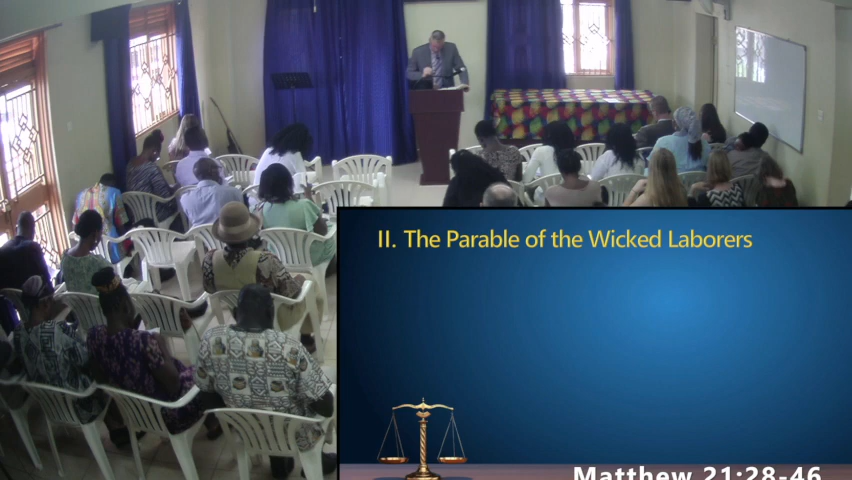 II. The Parable of the Wicked Laborers
Matthew 21:28-46